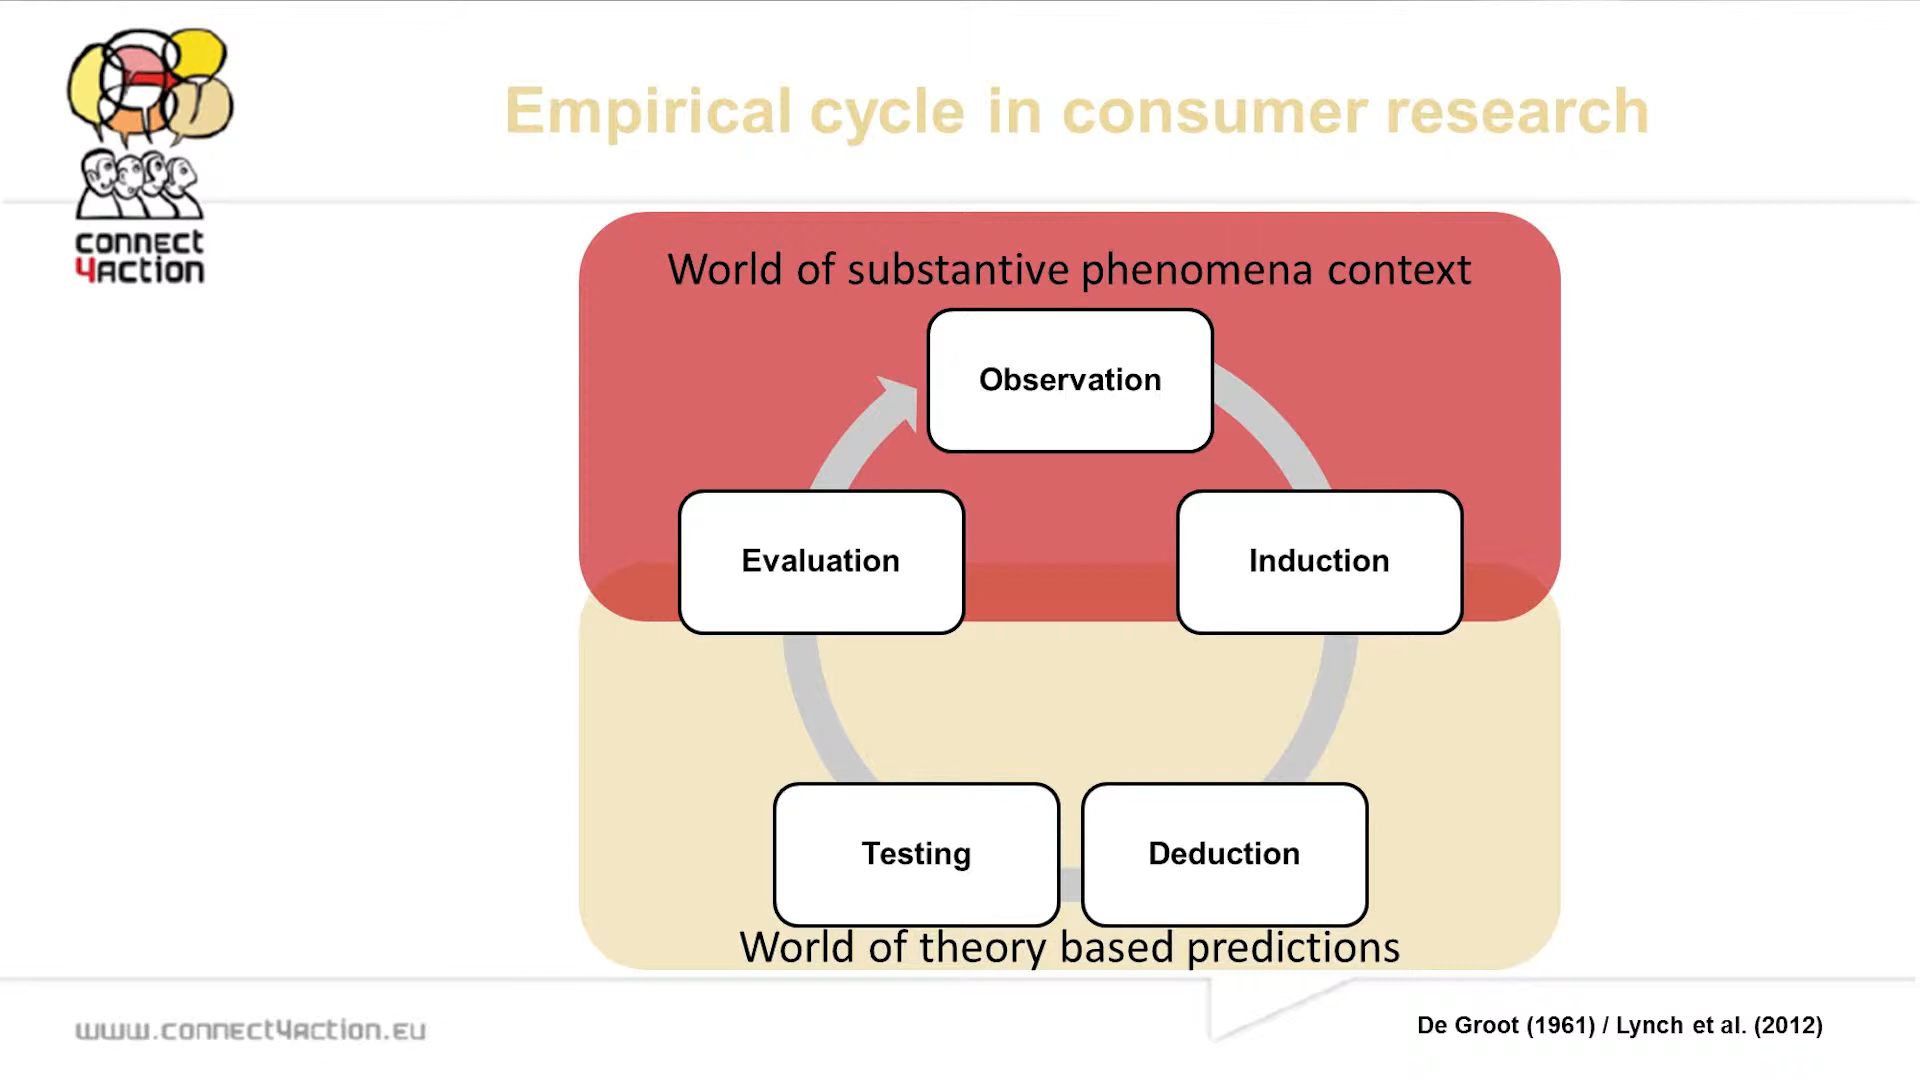 Empirical cycle in consumer research
connect
4action
World of substantive phenomena context
Observation
Evaluation
Induction
Testing
Deduction
World of theory based predictions
www.connect4action.eu
De Groot (1961) / Lynch et al. (2012)